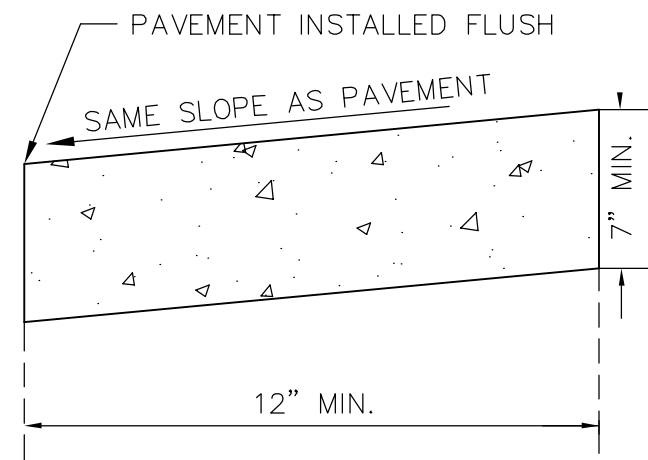 PAVEMENT INSTALLED FLUSH
SAME SLOPE AS PAVEMENT
7” MIN.
12” MIN.